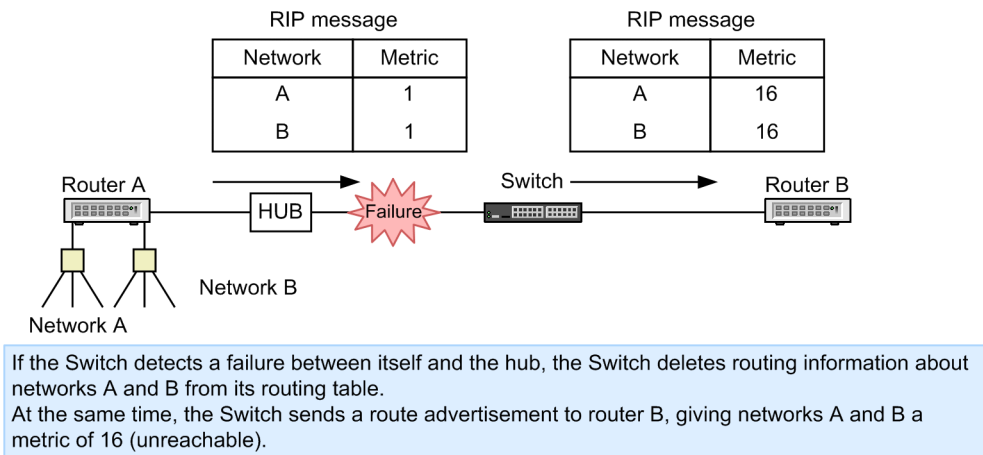 RIP message
RIP message
Network Metric
A 1
B 1
Network Metric
A 16
B 16
Router A
HUB
Failure
Switch
Router B
Network B
Network A
If the Switch detects a failure between itself and the hub, the Switch deletes routing information about
networks A and B from its routing table.
At the same time, the Switch sends a route advertisement to router B, giving networks A and B a
metric of 16 (unreachable).